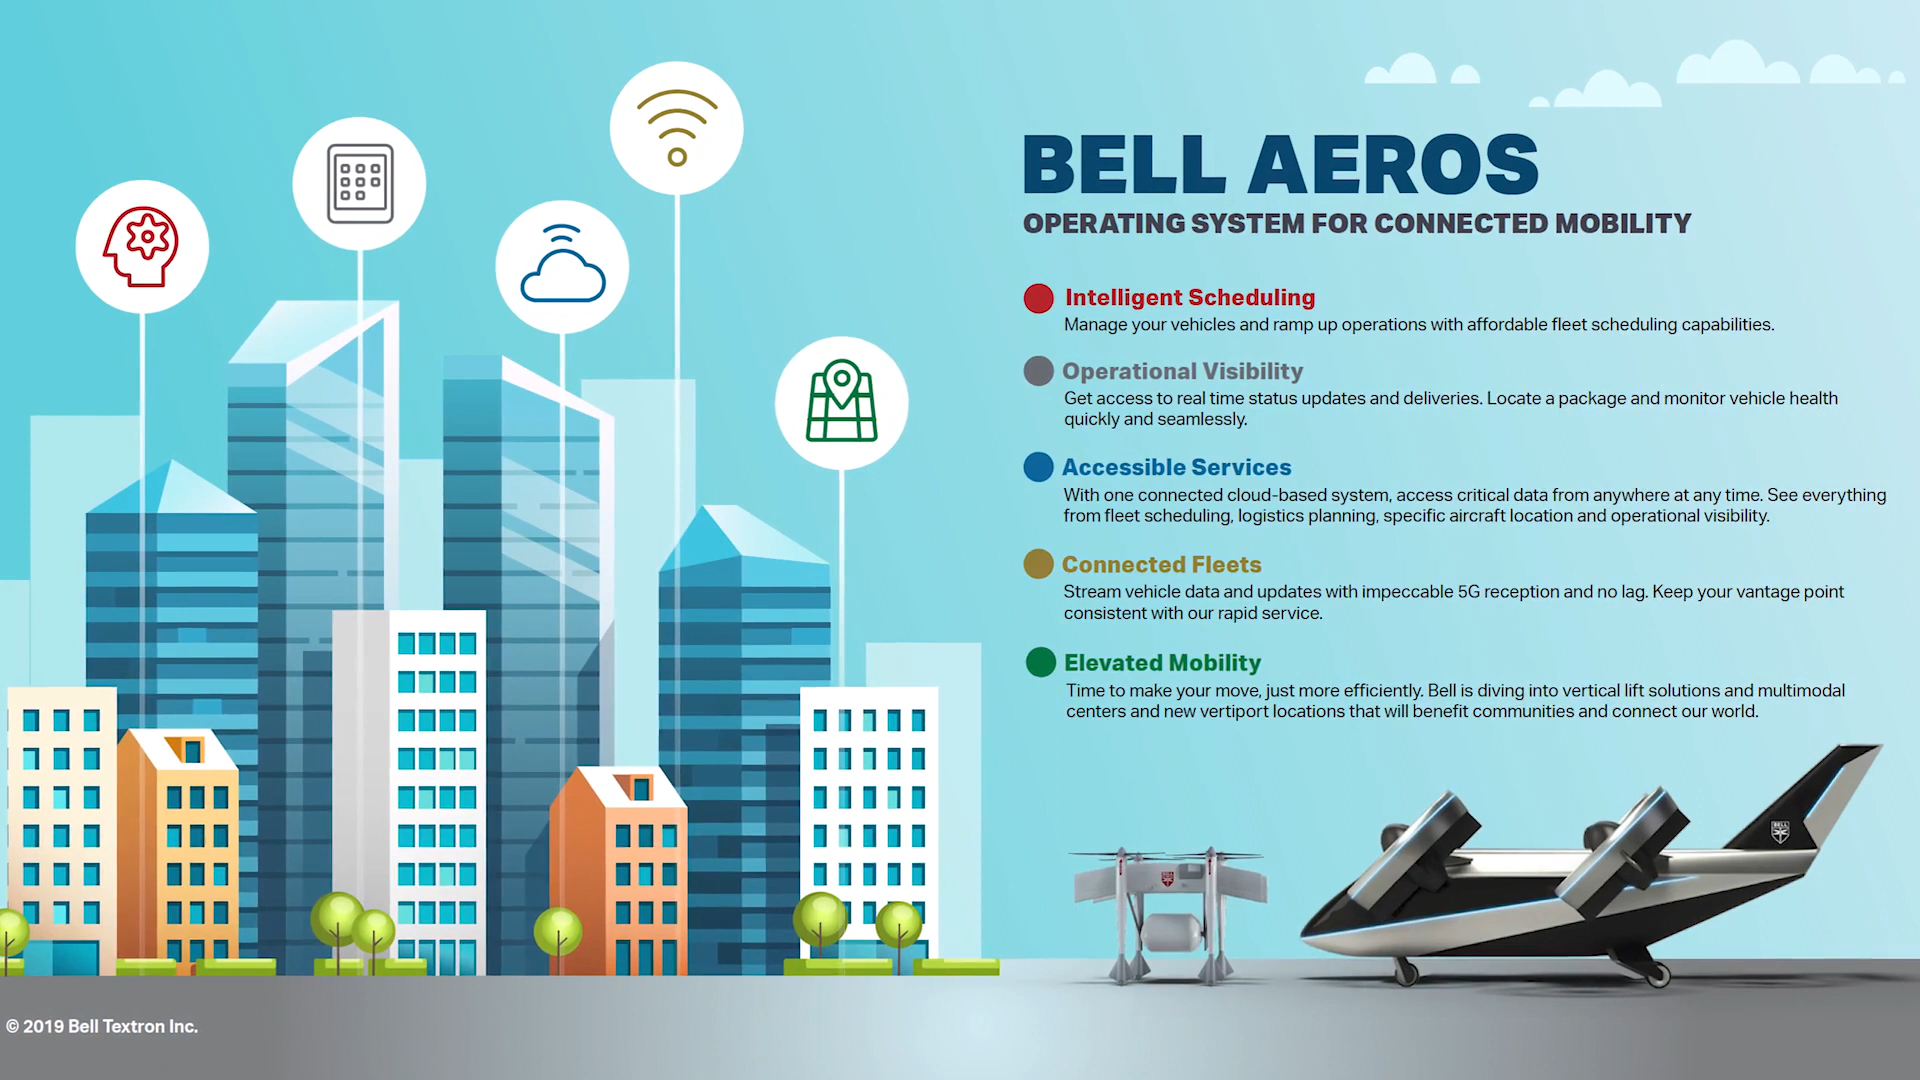 BELL AEROS
OPERATING SYSTEM FOR CONNECTED MOBILITY
Intelligent Scheduling
Manage your vehicles and ramp up operations with affordable fleet scheduling capabilities.
Operational Visibility
Get access to real time status updates and deliveries. Locate a package and monitor vehicle health
quickly and seamlessly.
Accessible Services
With one connected cloud-based system, access critical data from anywhere at any time. See everything
from fleet scheduling, logistics planning, specific aircraft location and operational visibility.
Connected Fleets
Stream vehicle data and updates with impeccable 5G reception and no lag. Keep your vantage point
consistent with our rapid service.
Elevated Mobility
Time to make your move, just more efficiently. Bell is diving into vertical lift solutions and multimodal
centers and new vertiport locations that will benefit communities and connect our world.
BELL
BELL
© 2019 Bell Textron Inc.